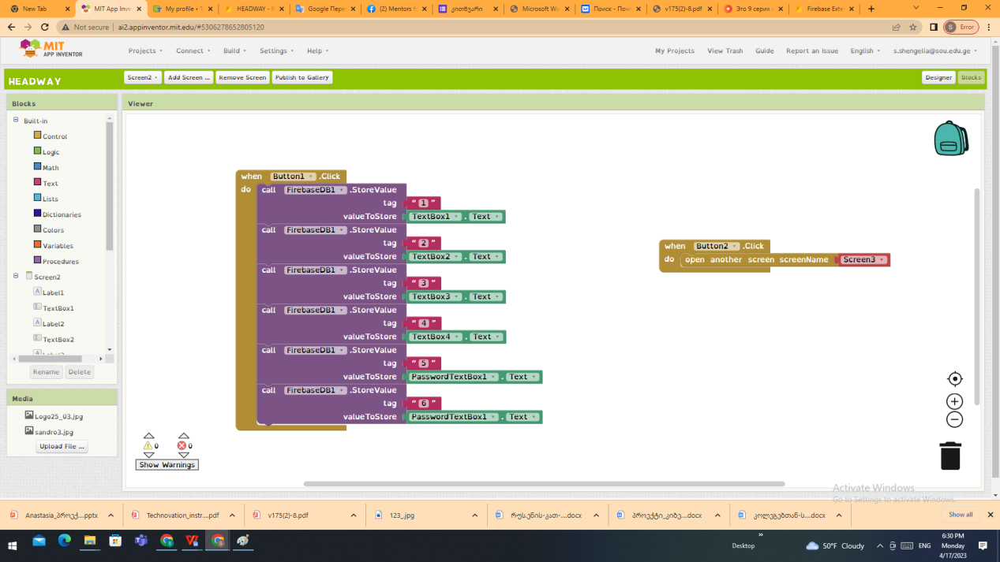 New Tab
MIT App Inve
My profile • T
HEADWAY - F
Google Пере
(2) Mentors F
კითხვარი
Microsoft Wo
Поиск - Почт
v175(2)-8.pdf
Эго 9 серия
Firebase Exte
Not secure | ai2.appinventor.mit.edu/#5306278652805120
S Error
MIT
APP INVENTOR
Projects Connect Build Settings Help
My Projects View Trash Guide Report an Issue English s.shengelia@sou.edu.ge
HEADWAY
Screen2 Add Screen ... Remove Screen Publish to Gallery
Designer Blocks
Blocks
Viewer
Built-in
Control
Logic
Math
Text
Lists
Dictionaries
Colors
Variables
Procedures
Screen2
Label1
TextBox1
Label2
TextBox2
Rename Delete
Media
Logo25_03.jpg
sandro3.jpg
Upload File ...
when Button1 .Click
do call FirebaseDB1 .StoreValue
tag " 1 "
valueToStore TextBox1 . Text
call FirebaseDB1 .StoreValue
tag " 2 "
valueToStore TextBox2 . Text
call FirebaseDB1 .StoreValue
tag " 3 "
valueToStore TextBox3 . Text
call FirebaseDB1 .StoreValue
tag " 4 "
valueToStore TextBox4 . Text
call FirebaseDB1 .StoreValue
tag " 5 "
valueToStore PasswordTextBox1 . Text
call FirebaseDB1 .StoreValue
tag " 6 "
valueToStore PasswordTextBox1 . Text
when Button2 .Click
do open another screen screenName Screen3
0 0
Show Warnings
Activate Windows
Go to Settings to activate Windows.
Anastasia_პროექ....pptx
Technovation_instr....pdf
v175(2)-8.pdf
123_.jpg
რუს.ენის-კათ-....docx
პროექტი_კიბე....docx
კოლეგებთან-ს....docx
Show all
Desktop
50°F Cloudy
ENG
6:30 PM
Monday
4/17/2023